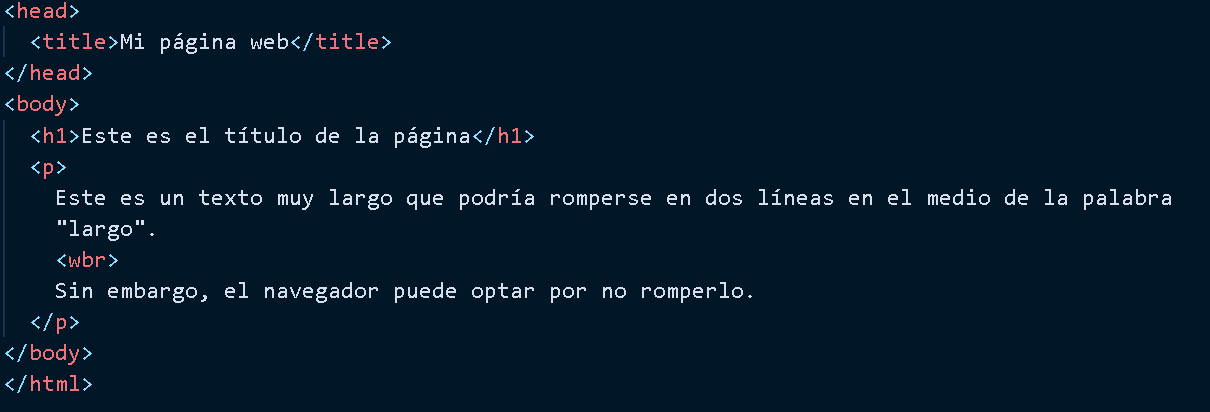 <head>
<title>Mi página web</title>
</head>
<body>
<h1>Este es el título de la página</h1>
<p>
Este es un texto muy largo que podría romperse en dos líneas en el medio de la palabra
"largo".
<wbr>
Sin embargo, el navegador puede optar por no romperlo.
</p>
</body>
</html>